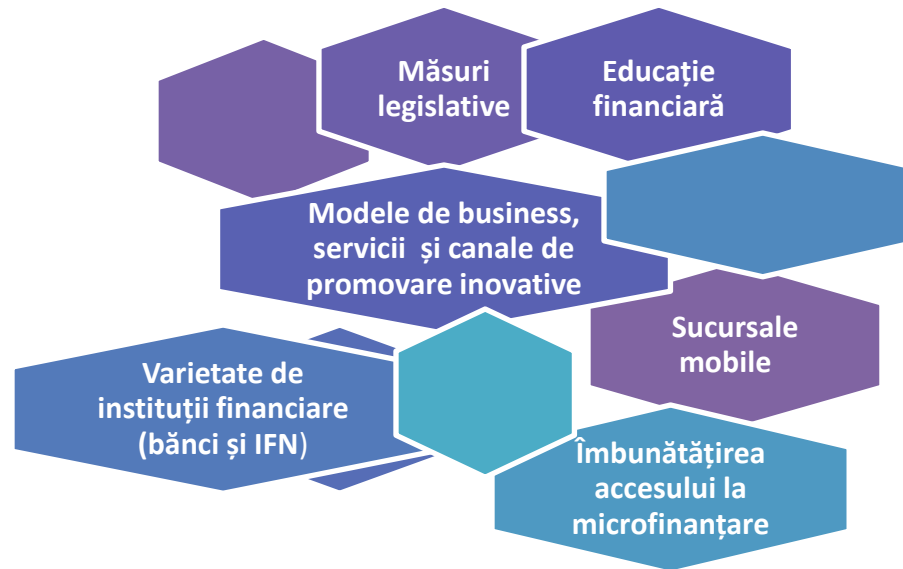 Măsuri
legislative
Educație
financiară
Modele de business,
servicii și canale de
promovare inovative
Sucursale
mobile
Varietate de
instituții financiare
(bănci și IFN)
Îmbunătățirea
accesului la
microfinanțare